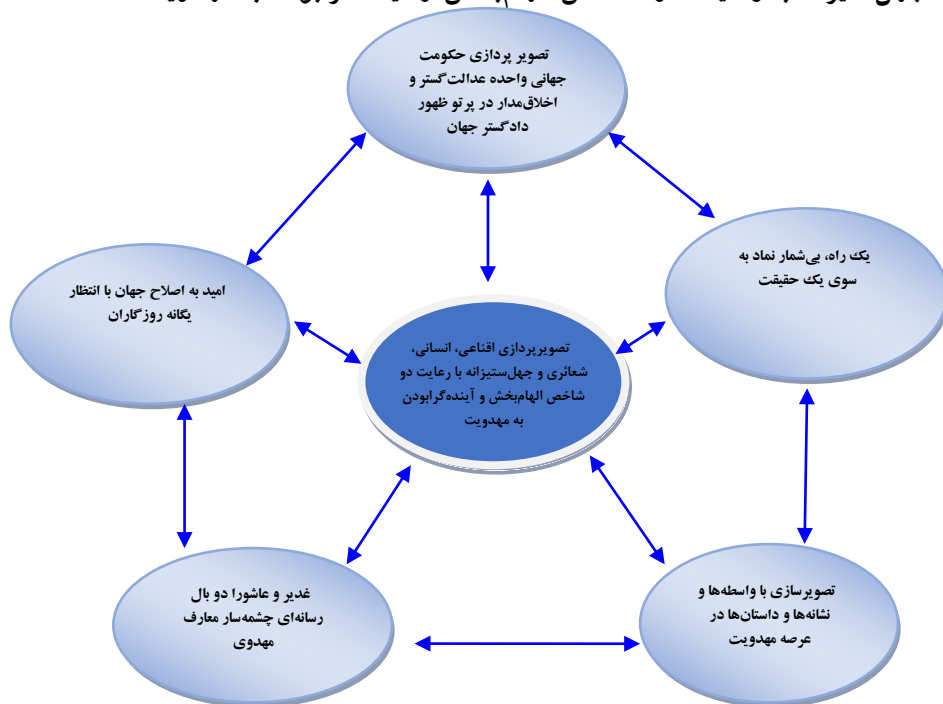 تصویر پردازی حکومت
جهانی واحده عدالت‌گستر و
اخلاق‌مدار در پرتو ظهور
دادگستر جهان
یک راه، بی‌شمار نماد به
سوی یک حقیقت
امید به اصلاح جهان با انتظار
یگانه روزگاران
تصویرپردازی اقناعی، انسانی،
شعائری و جهل‌ستیزانه با رعایت دو
شاخص الهام‌بخش و آینده‌گرابودن
به مهدویت
تصویرسازی با واسطه‌ها و
نشانه‌ها و داستان‌ها در
عرصه مهدویت
غدیر و عاشورا دو بال
رسانه‌ای چشمه‌سار معارف
مهدوی